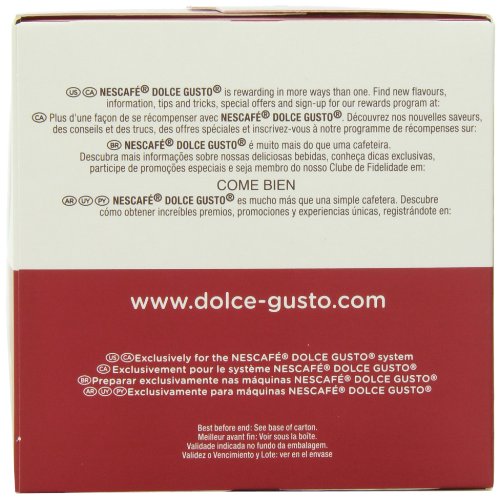 US CA NESCAFÉ® DOLCE GUSTO® is rewarding in more ways than one. Find new flavours,
information, tips and tricks, special offers and sign-up for our rewards program at:
CA Plus d'une façon de se récompenser avec NESCAFÉ® DOLCE GUSTO®. Découvrez nos nouvelles saveurs,
des conseils et des trucs, des offres spéciales et inscrivez-vous à notre programme de récompenses sur:
BR NESCAFÉ® DOLCE GUSTO® é muito mais do que uma cafeteira.
Descubra mais informações sobre nossas deliciosas bebidas, conheça dicas exclusivas,
participe de promoções especiais e seja membro do nosso Clube de Fidelidade em:
COME BIEN
AR UY PY NESCAFÉ® DOLCE GUSTO® es mucho más que una simple cafetera. Descubre
cómo obtener increíbles premios, promociones y experiencias únicas, registrándote en:
www.dolce-gusto.com
US CA Exclusively for the NESCAFÉ® DOLCE GUSTO® system
CA Exclusivement pour le système NESCAFÉ® DOLCE GUSTO®
BR Preparar exclusivamente nas máquinas NESCAFÉ® DOLCE GUSTO®
AR UY PY Exclusivamente para máquinas NESCAFÉ® DOLCE GUSTO®
Best before end: See base of carton.
Meilleur avant fin: Voir sous la boîte.
Validade indicada no fundo da embalagem.
Validez o Vencimiento y Lote: ver en el envase